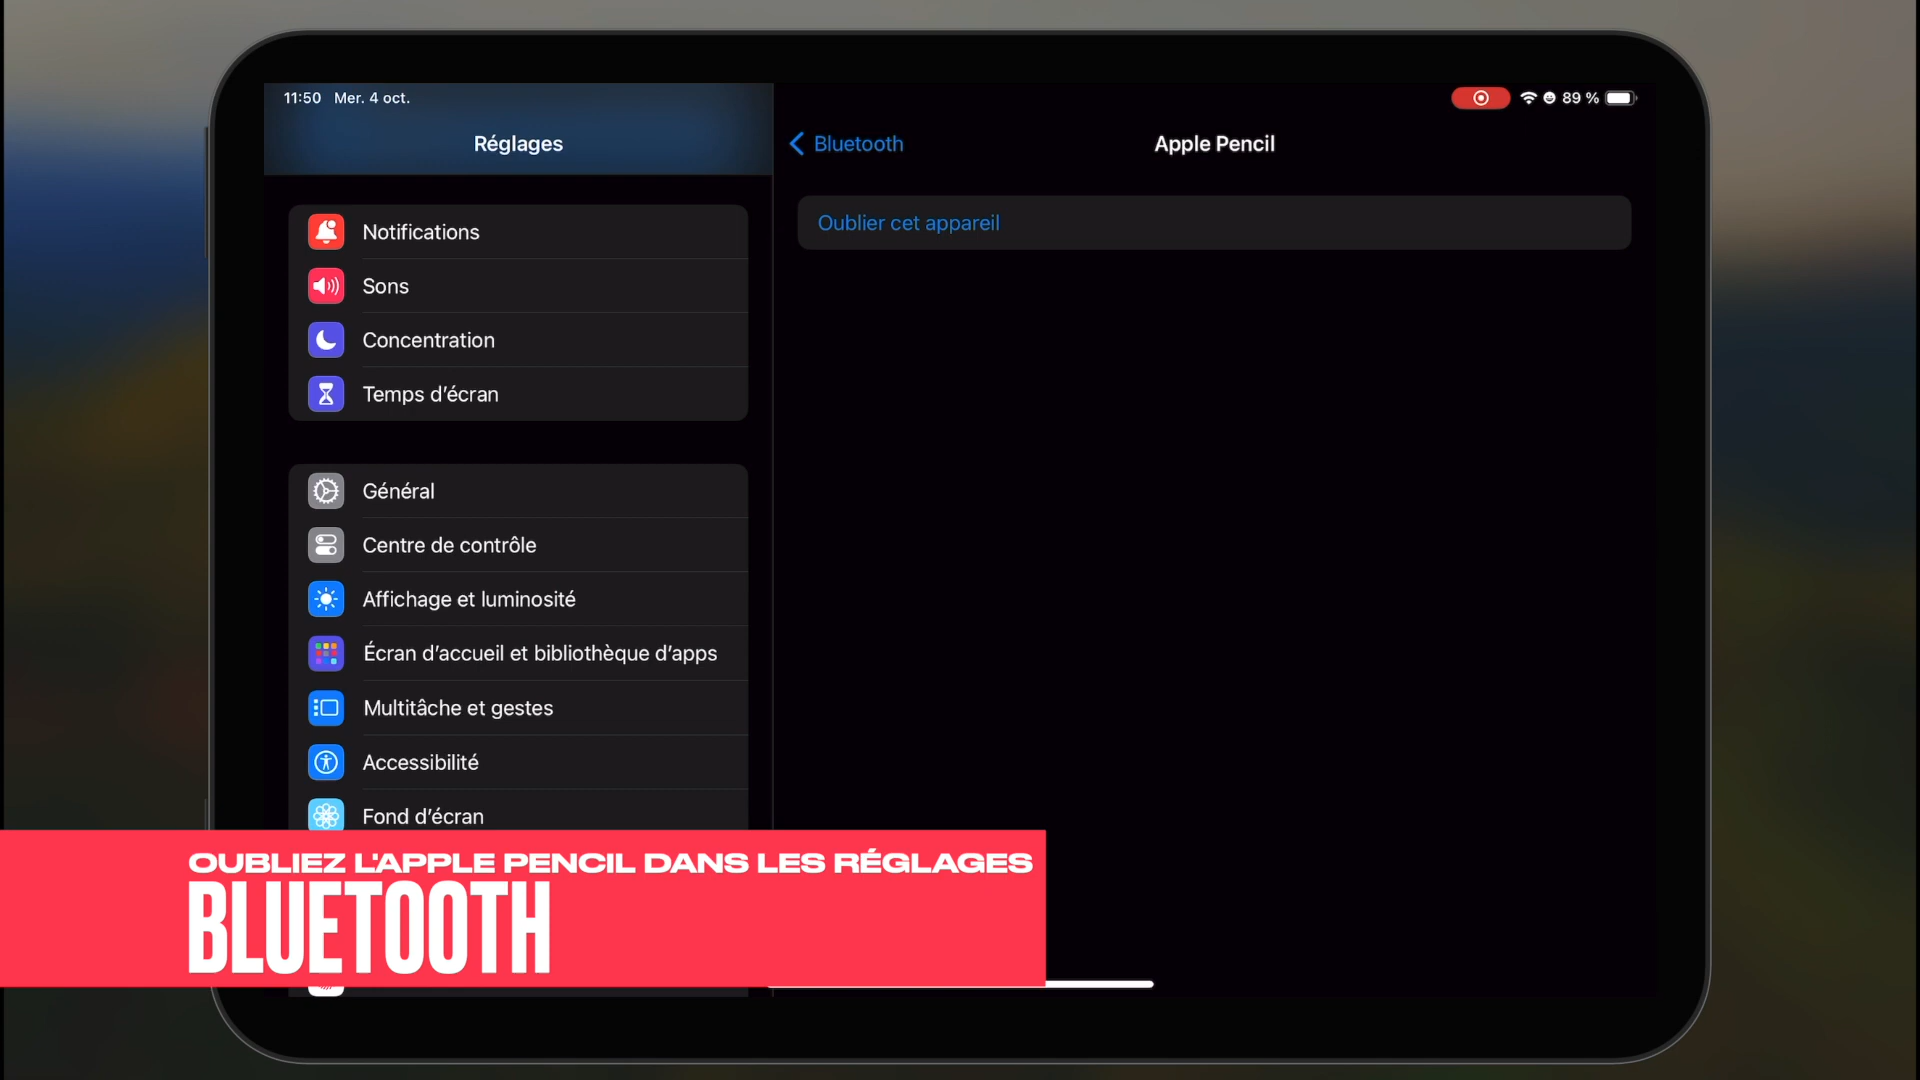 11:50 Mer. 4 oct.
89 %
Réglages
Bluetooth
Apple Pencil
Oublier cet appareil
Notifications
Sons
Concentration
Temps d’écran
Général
Centre de contrôle
Affichage et luminosité
Écran d’accueil et bibliothèque d’apps
Multitâche et gestes
Accessibilité
Fond d’écran
OUBLIEZ L'APPLE PENCIL DANS LES RÉGLAGES
BLUETOOTH